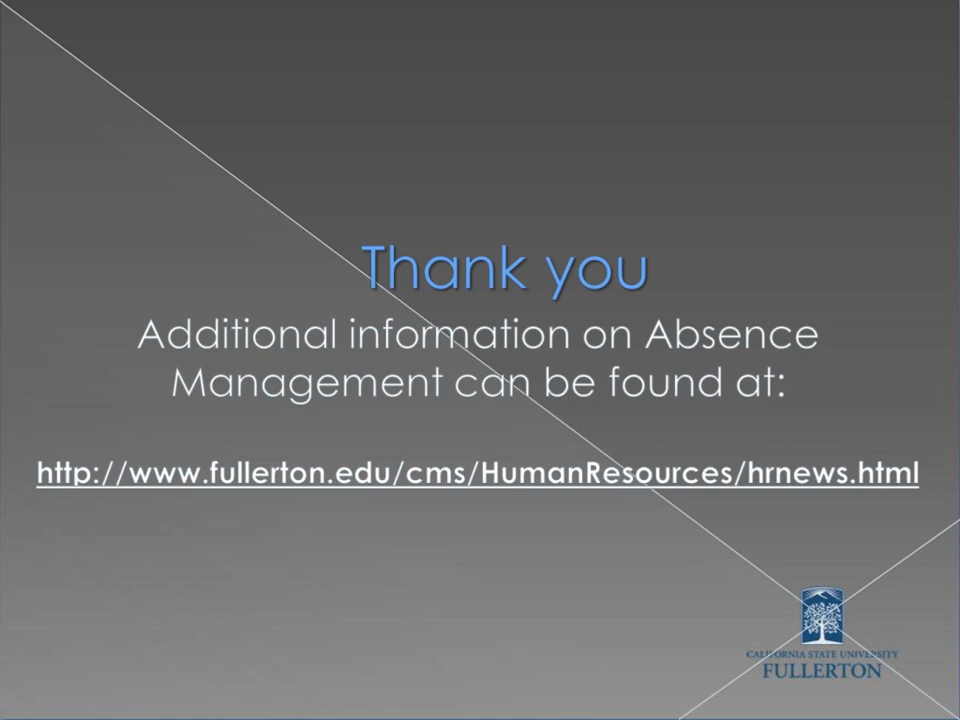 Thank you
Additional information on Absence
Management can be found at:
http://www.fullerton.edu/cms/HumanResources/hrnews.html
CALIFORNIA STATE UNIVERSITY
FULLERTON